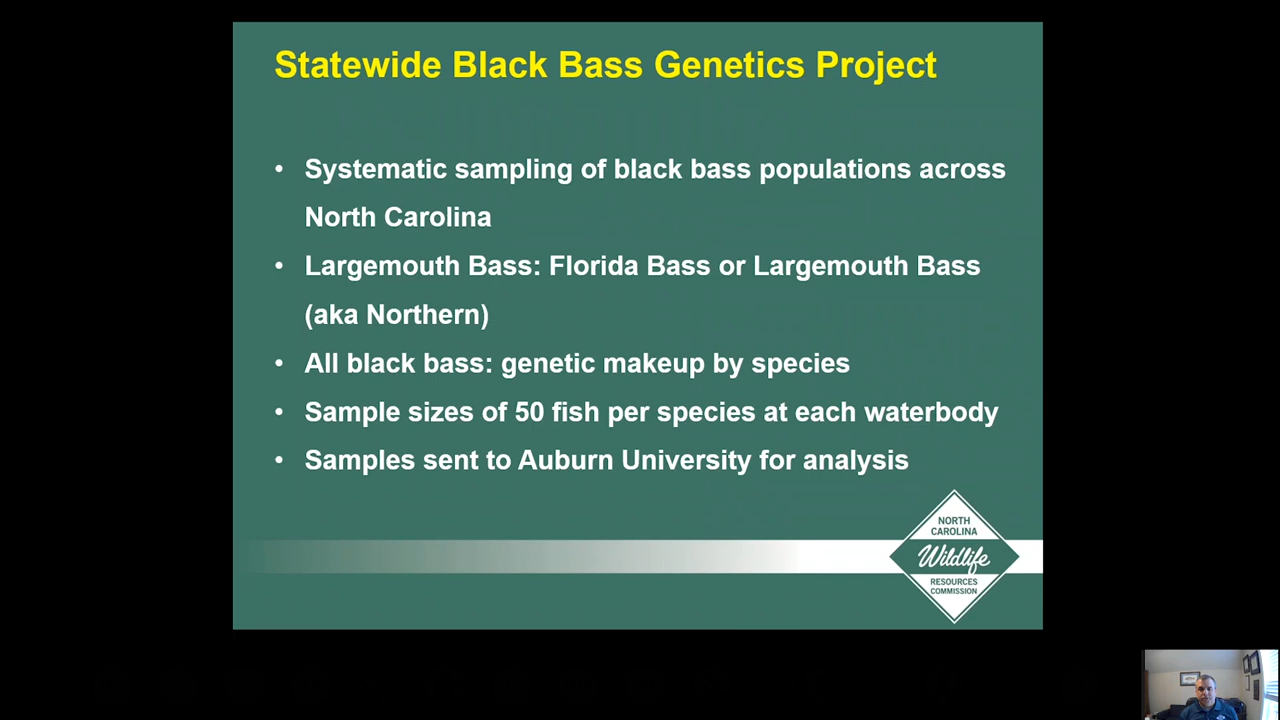 Statewide Black Bass Genetics Project
• Systematic sampling of black bass populations across
North Carolina
• Largemouth Bass: Florida Bass or Largemouth Bass
(aka Northern)
• All black bass: genetic makeup by species
• Sample sizes of 50 fish per species at each waterbody
• Samples sent to Auburn University for analysis
NORTH
CAROLINA
Wildlife
RESOURCES
COMMISSION